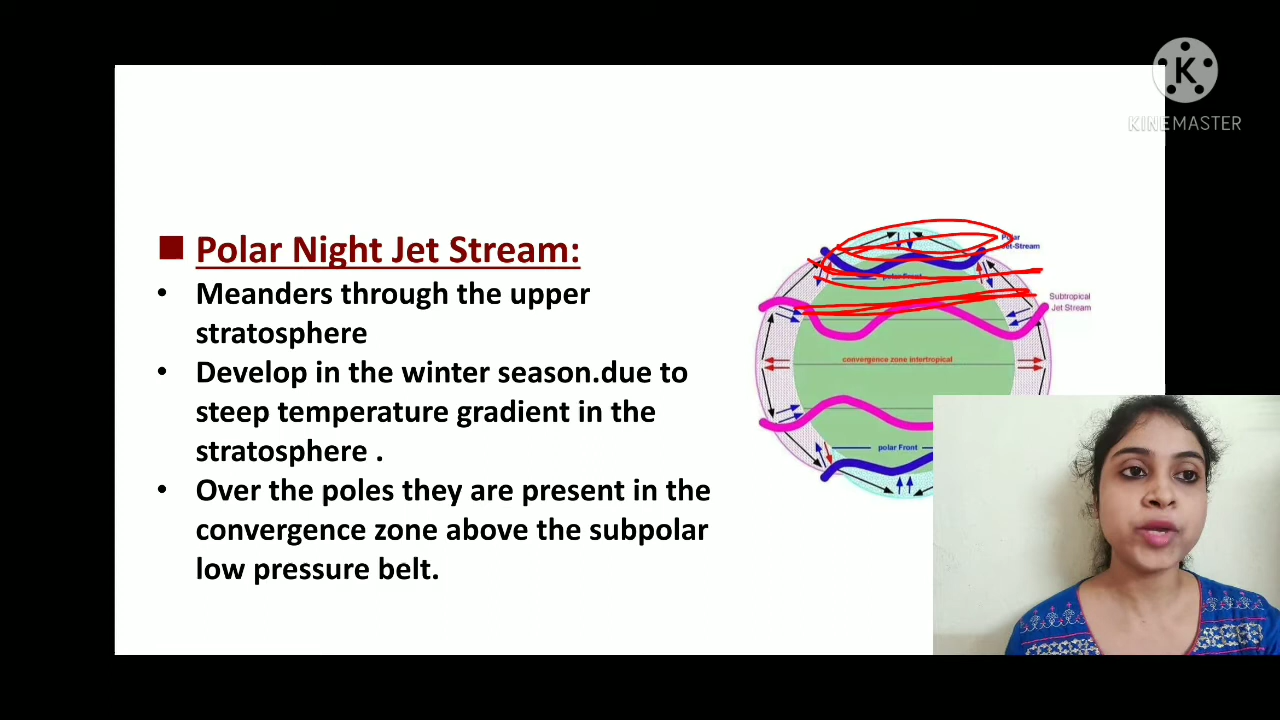 K
KINEMASTER
Polar Night Jet Stream:
• Meanders through the upper
stratosphere
• Develop in the winter season.due to
steep temperature gradient in the
stratosphere .
• Over the poles they are present in the
convergence zone above the subpolar
low pressure belt.
Subtropical
Jet Stream
convergence zone intertropical
polar Front